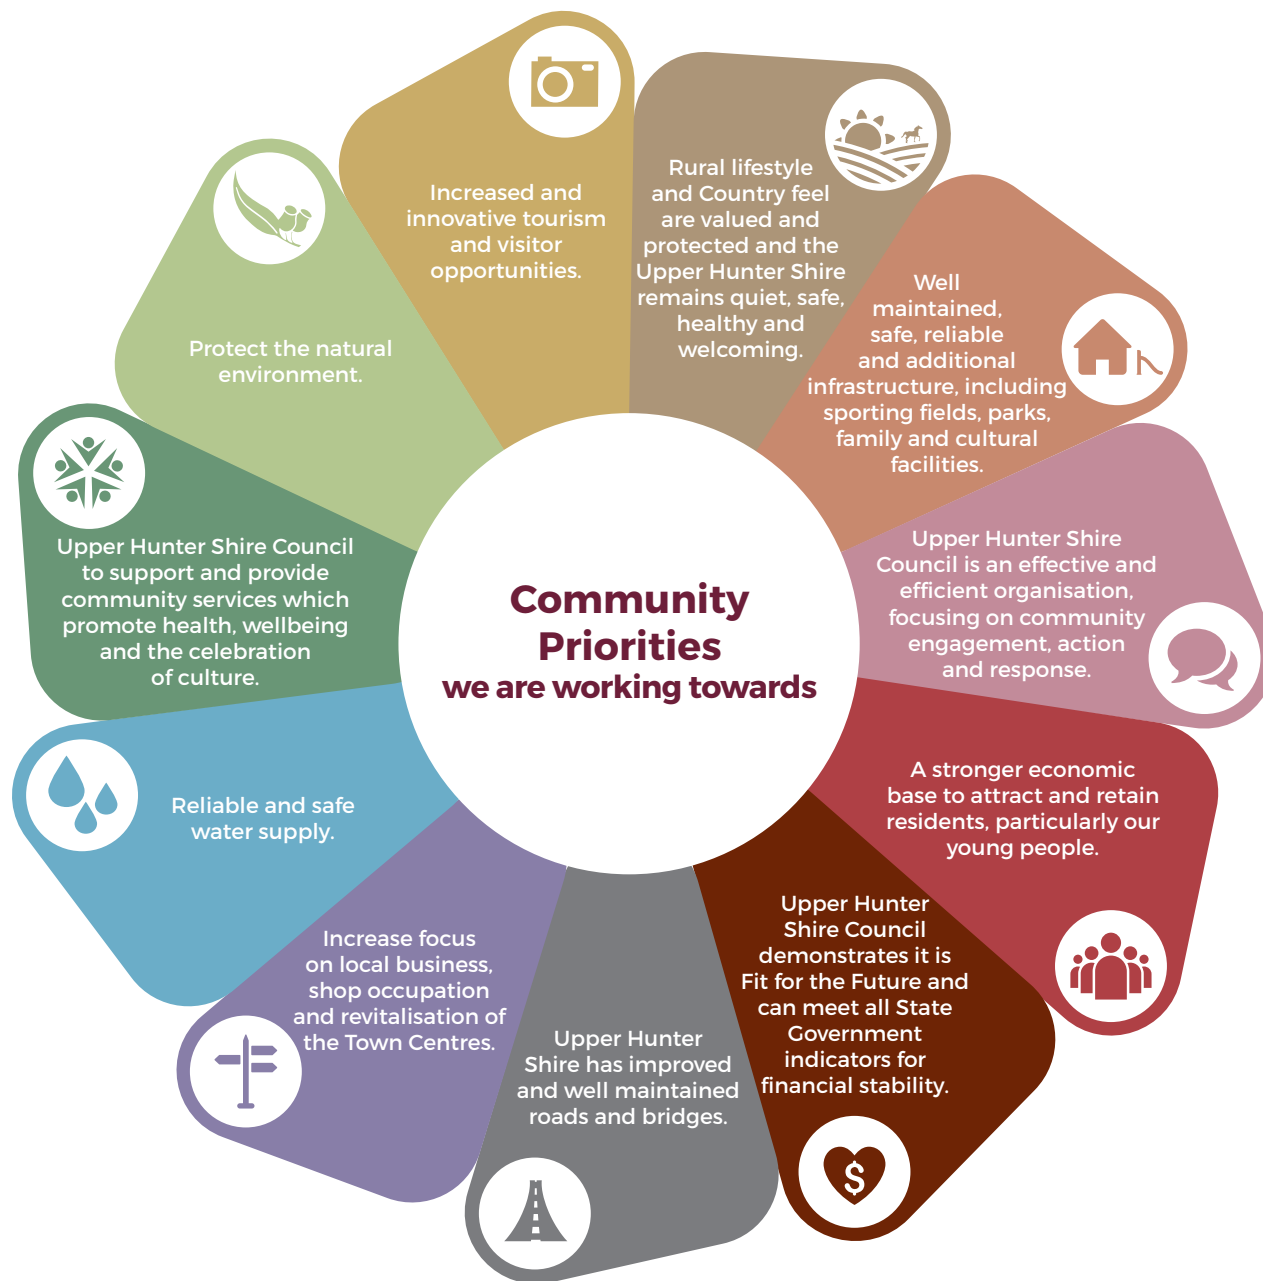 Community
Priorities
we are working towards
Rural lifestyle
and Country feel
are valued and
protected and the
Upper Hunter Shire
remains quiet, safe,
healthy and
welcoming.
Well
maintained,
safe, reliable
and additional
infrastructure, including
sporting fields, parks,
family and cultural
facilities.
Upper Hunter Shire
Council is an effective and
efficient organisation,
focusing on community
engagement, action
and response.
A stronger economic
base to attract and retain
residents, particularly our
young people.
Upper Hunter
Shire Council
demonstrates it is
Fit for the Future and
can meet all State
Government
indicators for
financial stability.
$
Upper Hunter
Shire has improved
and well maintained
roads and bridges.
Increase focus
on local business,
shop occupation
and revitalisation of
the Town Centres.
Reliable and safe
water supply.
Upper Hunter Shire Council
to support and provide
community services which
promote health, wellbeing
and the celebration
of culture.
Protect the natural
environment.
Increased and
innovative tourism
and visitor
opportunities.